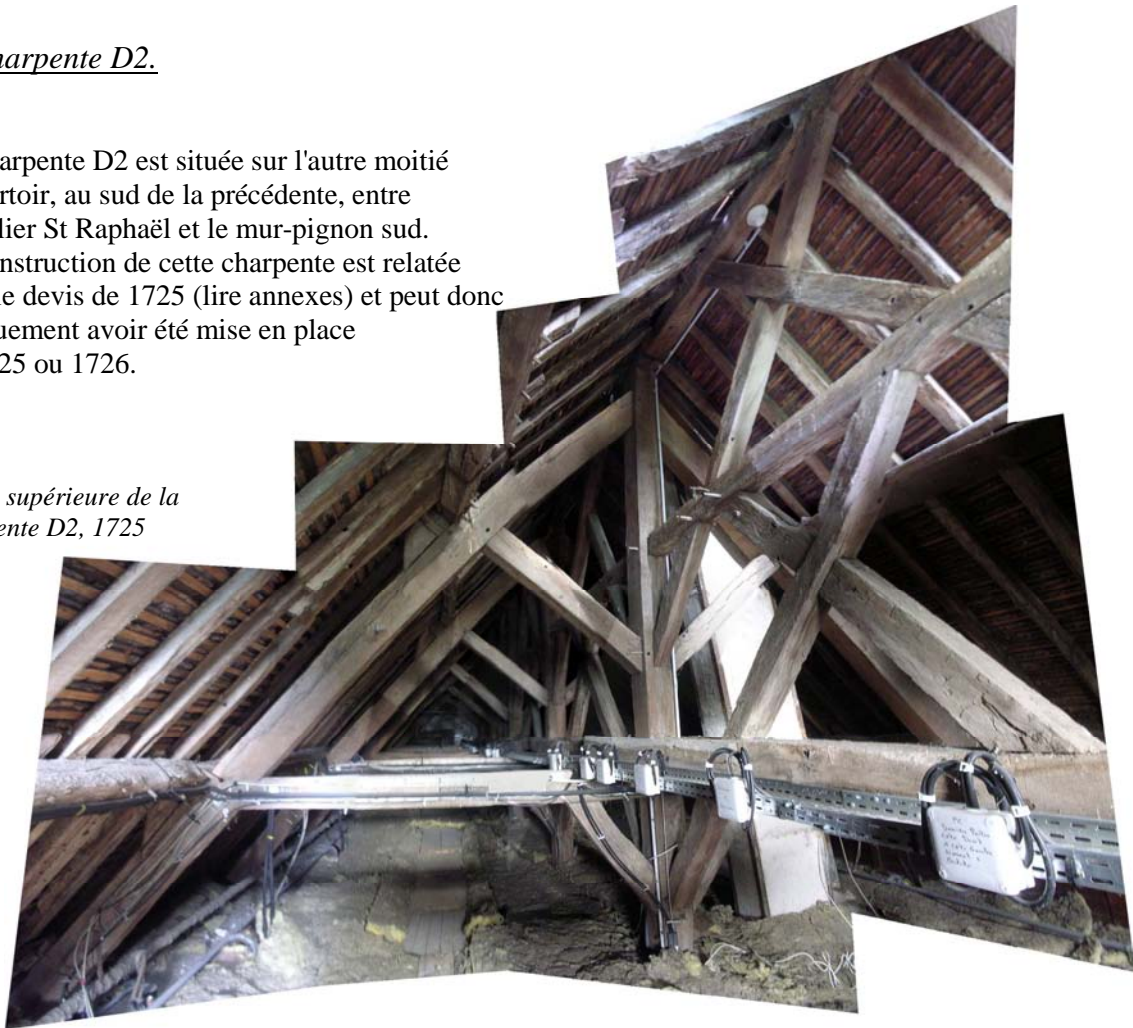 harpente D2.
arpente D2 est située sur l'autre moitié
rtoir, au sud de la précédente, entre
lier St Raphaël et le mur-pignon sud.
nstruction de cette charpente est relatée
e devis de 1725 (lire annexes) et peut donc
uement avoir été mise en place
25 ou 1726.
supérieure de la
ente D2, 1725